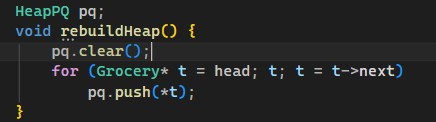 HeapPQ pq;
void rebuildHeap() {
    pq.clear();
    for (Grocery* t = head; t; t = t->next)
        pq.push(*t);
}